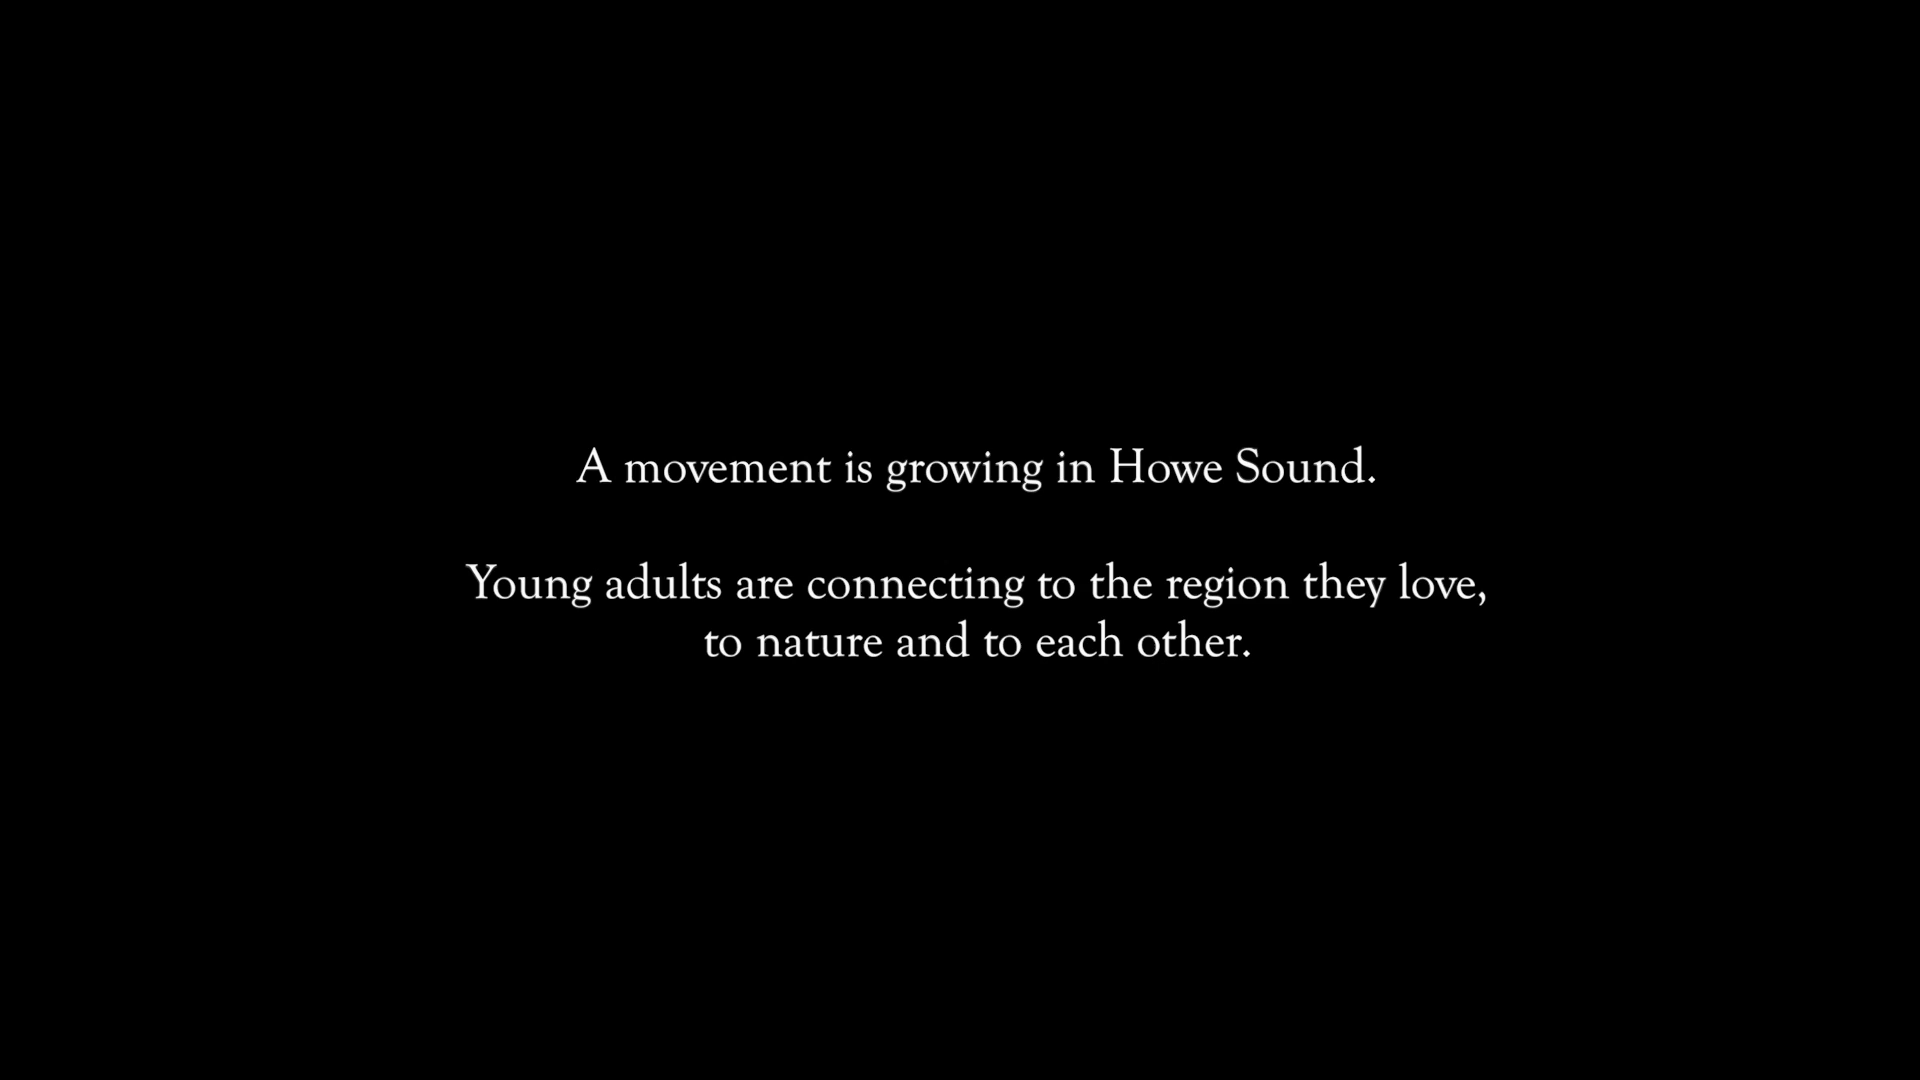 A movement is growing in Howe Sound.
Young adults are connecting to the region they love,
to nature and to each other.